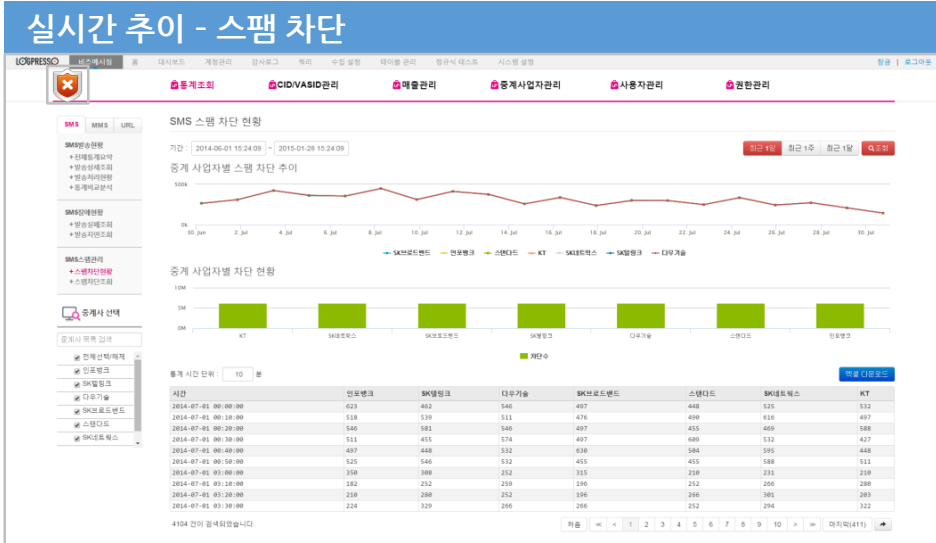 실시간 추이 - 스팸 차단
LOGPRESSO 비즈메시징 홈 대시보드 계정관리 감사로그 쿼리 수집 설정 테이블 관리 정규식 테스트 시스템 설정 | 로그아웃
통계조회 CID/VASID관리 매출관리 중계사업자관리 사용자관리 권한관리
SMS MMS URL
SMS발송현황
+전체통계요약
+발송상세조회
+발송처리현황
+통계비교분석
SMS장애현황
+발송실패조회
+발송지연조회
SMS스팸관리
+스팸차단현황
+스팸차단조회
중계사 선택
중계사 목록 검색
전체선택/해제
인포뱅크
SK텔링크
다우기술
SK브로드밴드
스탠다드
SK네트웍스
SMS 스팸 차단 현황
기간 : 2014-06-01 15:24:09 ~ 2015-01-28 15:24:09 최근 1일 최근 1주 최근 1달 조회
중계 사업자별 스팸 차단 추이
500k
0k
30. Jun 2. Jul 4. Jul 6. Jul 8. Jul 10. Jul 12. Jul 14. Jul 16. Jul 18. Jul 20. Jul 22. Jul 24. Jul 26. Jul 28. Jul 30. Jul
SK브로드밴드 인포뱅크 스탠다드 KT SK네트웍스 SK텔링크 다우기술
중계 사업자별 차단 현황
10M
5M
0M
KT SK네트웍스 SK브로드밴드 SK텔링크 다우기술 스탠다드 인포뱅크
차단수
통계 시간 단위 : 10 분 엑셀 다운로드
시간 인포뱅크 SK텔링크 다우기술 SK브로드밴드 스탠다드 SK네트웍스 KT
2014-07-01 00:00:00 623 462 546 497 448 525 532
2014-07-01 00:10:00 518 539 511 476 490 616 497
2014-07-01 00:20:00 546 581 546 497 455 469 588
2014-07-01 00:30:00 511 455 574 497 609 532 427
2014-07-01 00:40:00 497 448 532 630 504 595 448
2014-07-01 00:50:00 525 546 532 455 455 588 511
2014-07-01 03:00:00 350 308 252 315 210 231 210
2014-07-01 03:10:00 182 252 259 196 252 266 280
2014-07-01 03:20:00 210 280 252 196 266 301 203
2014-07-01 03:30:00 224 329 266 266 252 294 322
4104 건이 검색되었습니다. 처음 ≪ < 1 2 3 4 5 6 7 8 9 10 > ≫ 마지막(411)